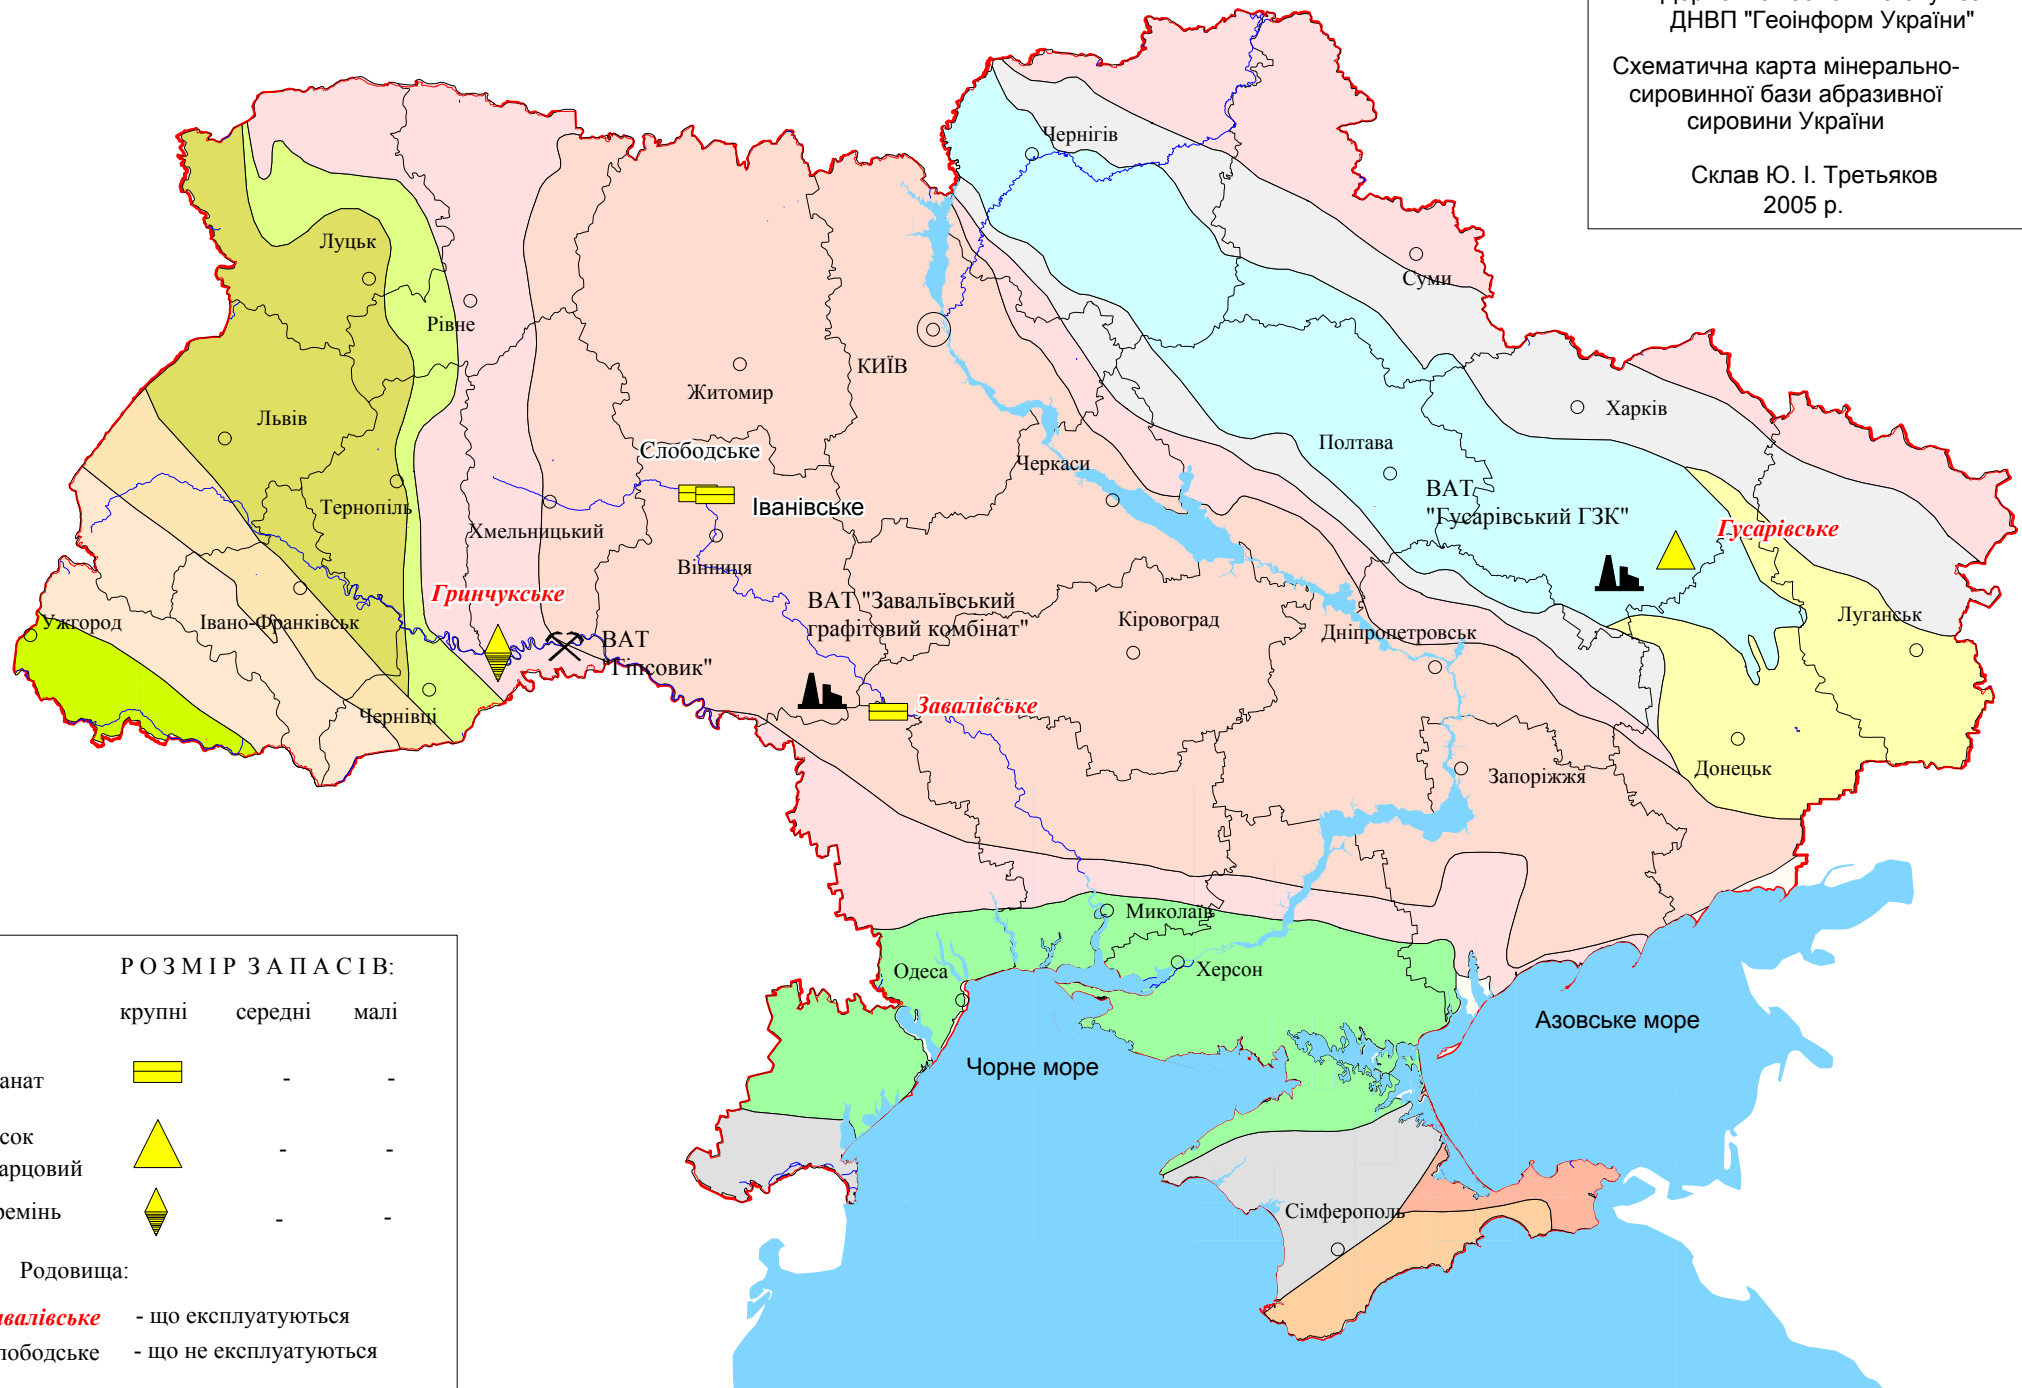 ДНВП "Геоінформ України"
Схематична карта мінерально-
сировинної бази абразивної
сировини України
Склав Ю. І. Третьяков
2005 р.
Чернігів
Суми
Луцьк
Рівне
КИЇВ
Житомир
Львів
Харків
Полтава
Слободське
Черкаси
Іванівське
Тернопіль
Хмельницький
ВАТ
"Гусарівський ГЗК"
Гусарівське
Вінниця
Гринчукське
ВАТ "Завальївський
графітовий комбінат"
Кіровоград
Дніпропетровськ
Луганськ
Ужгород
Івано-Франківськ
ВАТ
"Гіпсовик"
Завалівське
Чернівці
Донецьк
Запоріжжя
Миколаїв
Одеса
Херсон
Азовське море
Чорне море
Сімферополь
РОЗМІР ЗАПАСІВ:
крупні середні малі
анат - -
сок
арцовий - -
ремінь - -
Родовища:
авалівське - що експлуатуються
лободське - що не експлуатуються